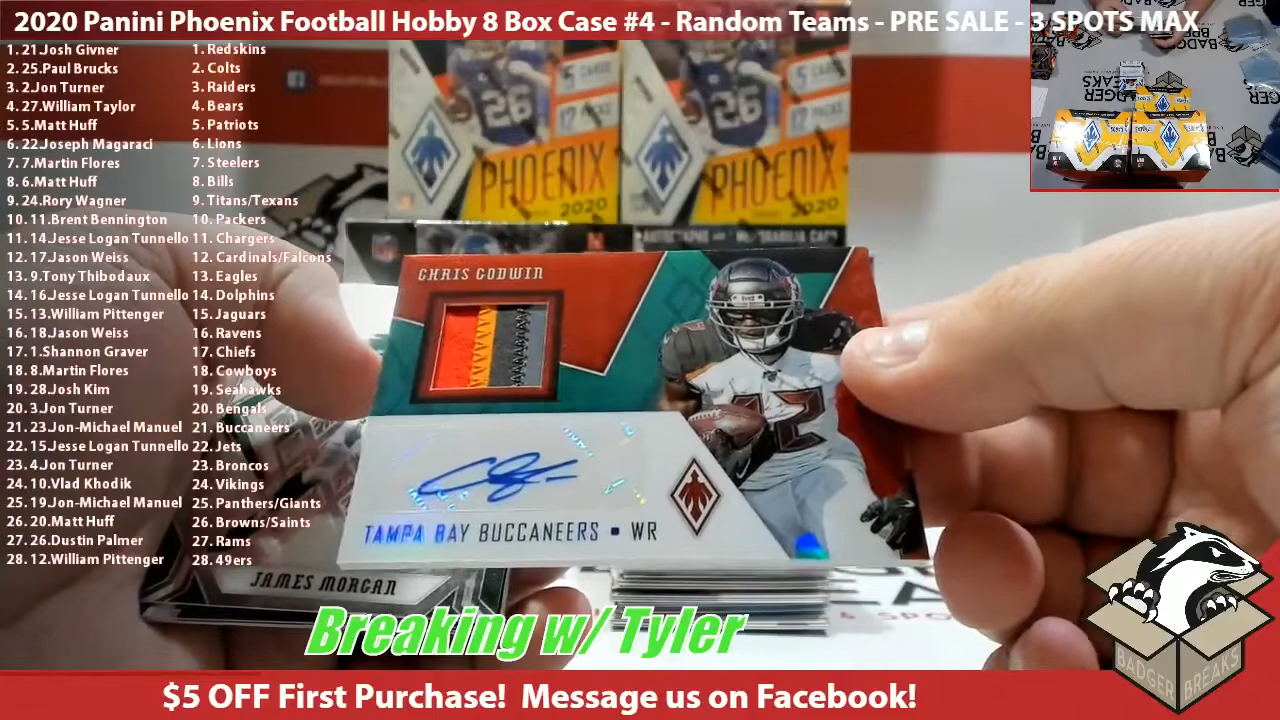 2020 Panini Phoenix Football Hobby 8 Box Case #4 - Random Teams - PRE SALE - 3 SPOTS MAX
1. 21.Josh Givner
2. 25.Paul Brucks
3. 2.Jon Turner
4. 27.William Taylor
5. 5.Matt Huff
6. 22.Joseph Magaraci
7. 7.Martin Flores
8. 6.Matt Huff
9. 24.Rory Wagner
10. 11.Brent Bennington
11. 14.Jesse Logan Tunnello
12. 17.Jason Weiss
13. 9.Tony Thibodaux
14. 16.Jesse Logan Tunnello
15. 13.William Pittenger
16. 18.Jason Weiss
17. 1.Shannon Graver
18. 8.Martin Flores
19. 28.Josh Kim
20. 3.Jon Turner
21. 23.Jon-Michael Manuel
22. 15.Jesse Logan Tunnello
23. 4.Jon Turner
24. 10.Vlad Khodik
25. 19.Jon-Michael Manuel
26. 20.Matt Huff
27. 26.Dustin Palmer
28. 12.William Pittenger
1. Redskins
2. Colts
3. Raiders
4. Bears
5. Patriots
6. Lions
7. Steelers
8. Bills
9. Titans/Texans
10. Packers
11. Chargers
12. Cardinals/Falcons
13. Eagles
14. Dolphins
15. Jaguars
16. Ravens
17. Chiefs
18. Cowboys
19. Seahawks
20. Bengals
21. Buccaneers
22. Jets
23. Broncos
24. Vikings
25. Panthers/Giants
26. Browns/Saints
27. Rams
28. 49ers
26
5 CARDS
17 PACKS
PHOENIX
2020
26
5 CARDS
17 PACKS
PHOENIX
2020
CHRIS GODWIN
12
TAMPA BAY BUCCANEERS ▪ WR
JAMES MORGAN
Breaking w/ Tyler
BADGER BREAKS
$5 OFF First Purchase!  Message us on Facebook!